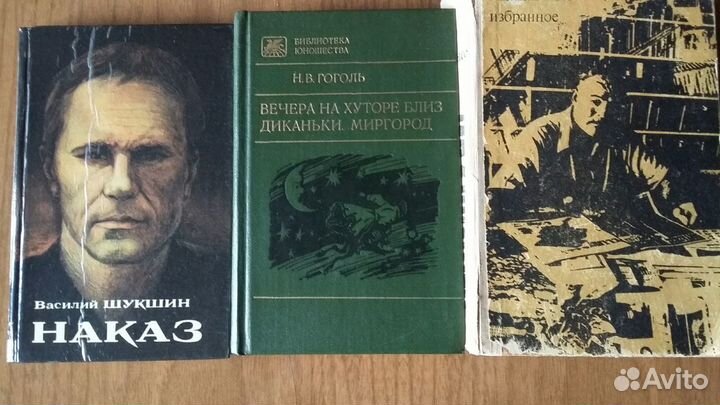 Василий ШУКШИН
НАКАЗ
БИБЛИОТЕКА
ЮНОШЕСТВА
Н.В. ГОГОЛЬ
ВЕЧЕРА НА ХУТОРЕ БЛИЗ
ДИКАНЬКИ. МИРГОРОД
избранное
Avito